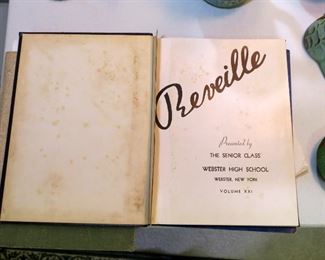 Reveille
Presented by
THE SENIOR CLASS
WEBSTER HIGH SCHOOL
WEBSTER, NEW YORK
VOLUME XXI